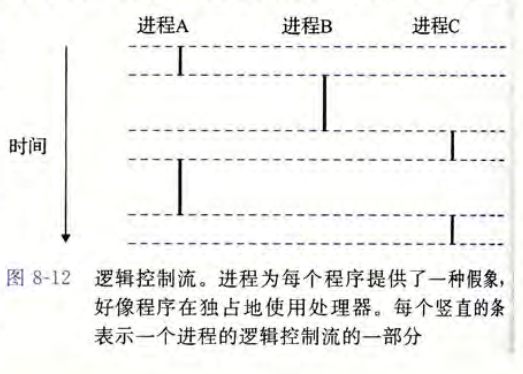 进程A 进程B 进程C
时间
图 8-12 逻辑控制流。进程为每个程序提供了一种假象,
好像程序在独占地使用处理器。每个竖直的条
表示一个进程的逻辑控制流的一部分